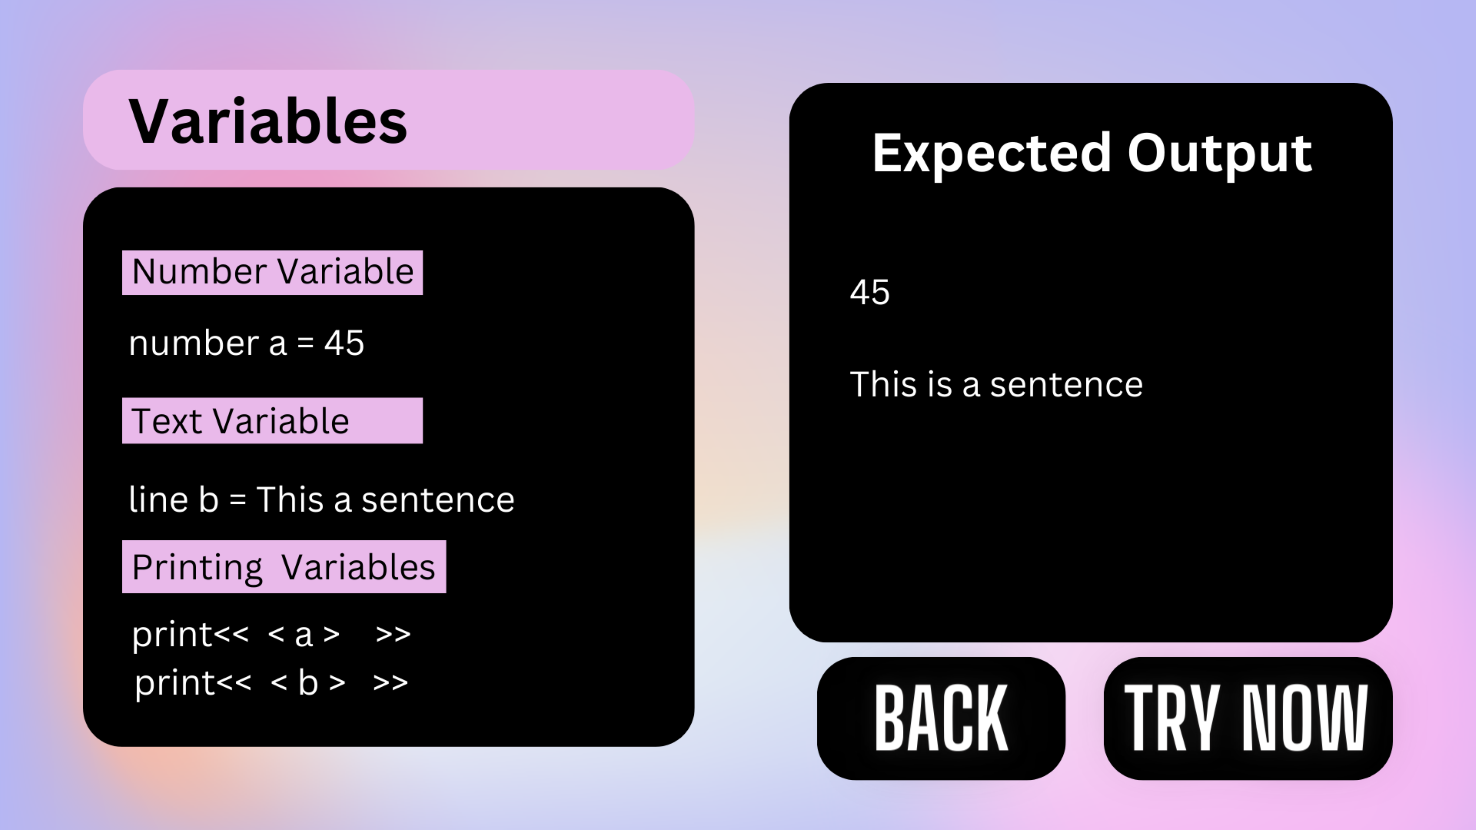 Variables
Number Variable
number a = 45
Text Variable
line b = This a sentence
Printing  Variables
print<<  < a >    >>
print<<  < b >   >>
Expected Output
45
This is a sentence
BACK
TRY NOW